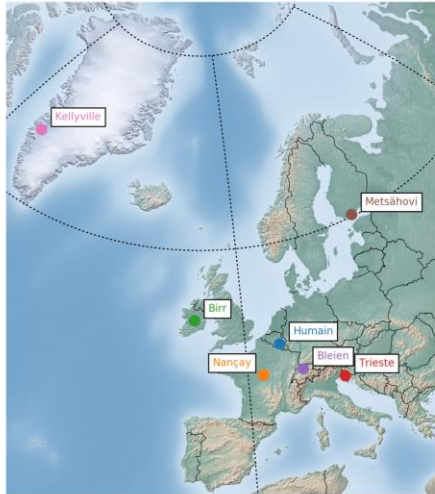 Kellyville
Metsähovi
Birr
Humain
Bleien
Nançay
Trieste